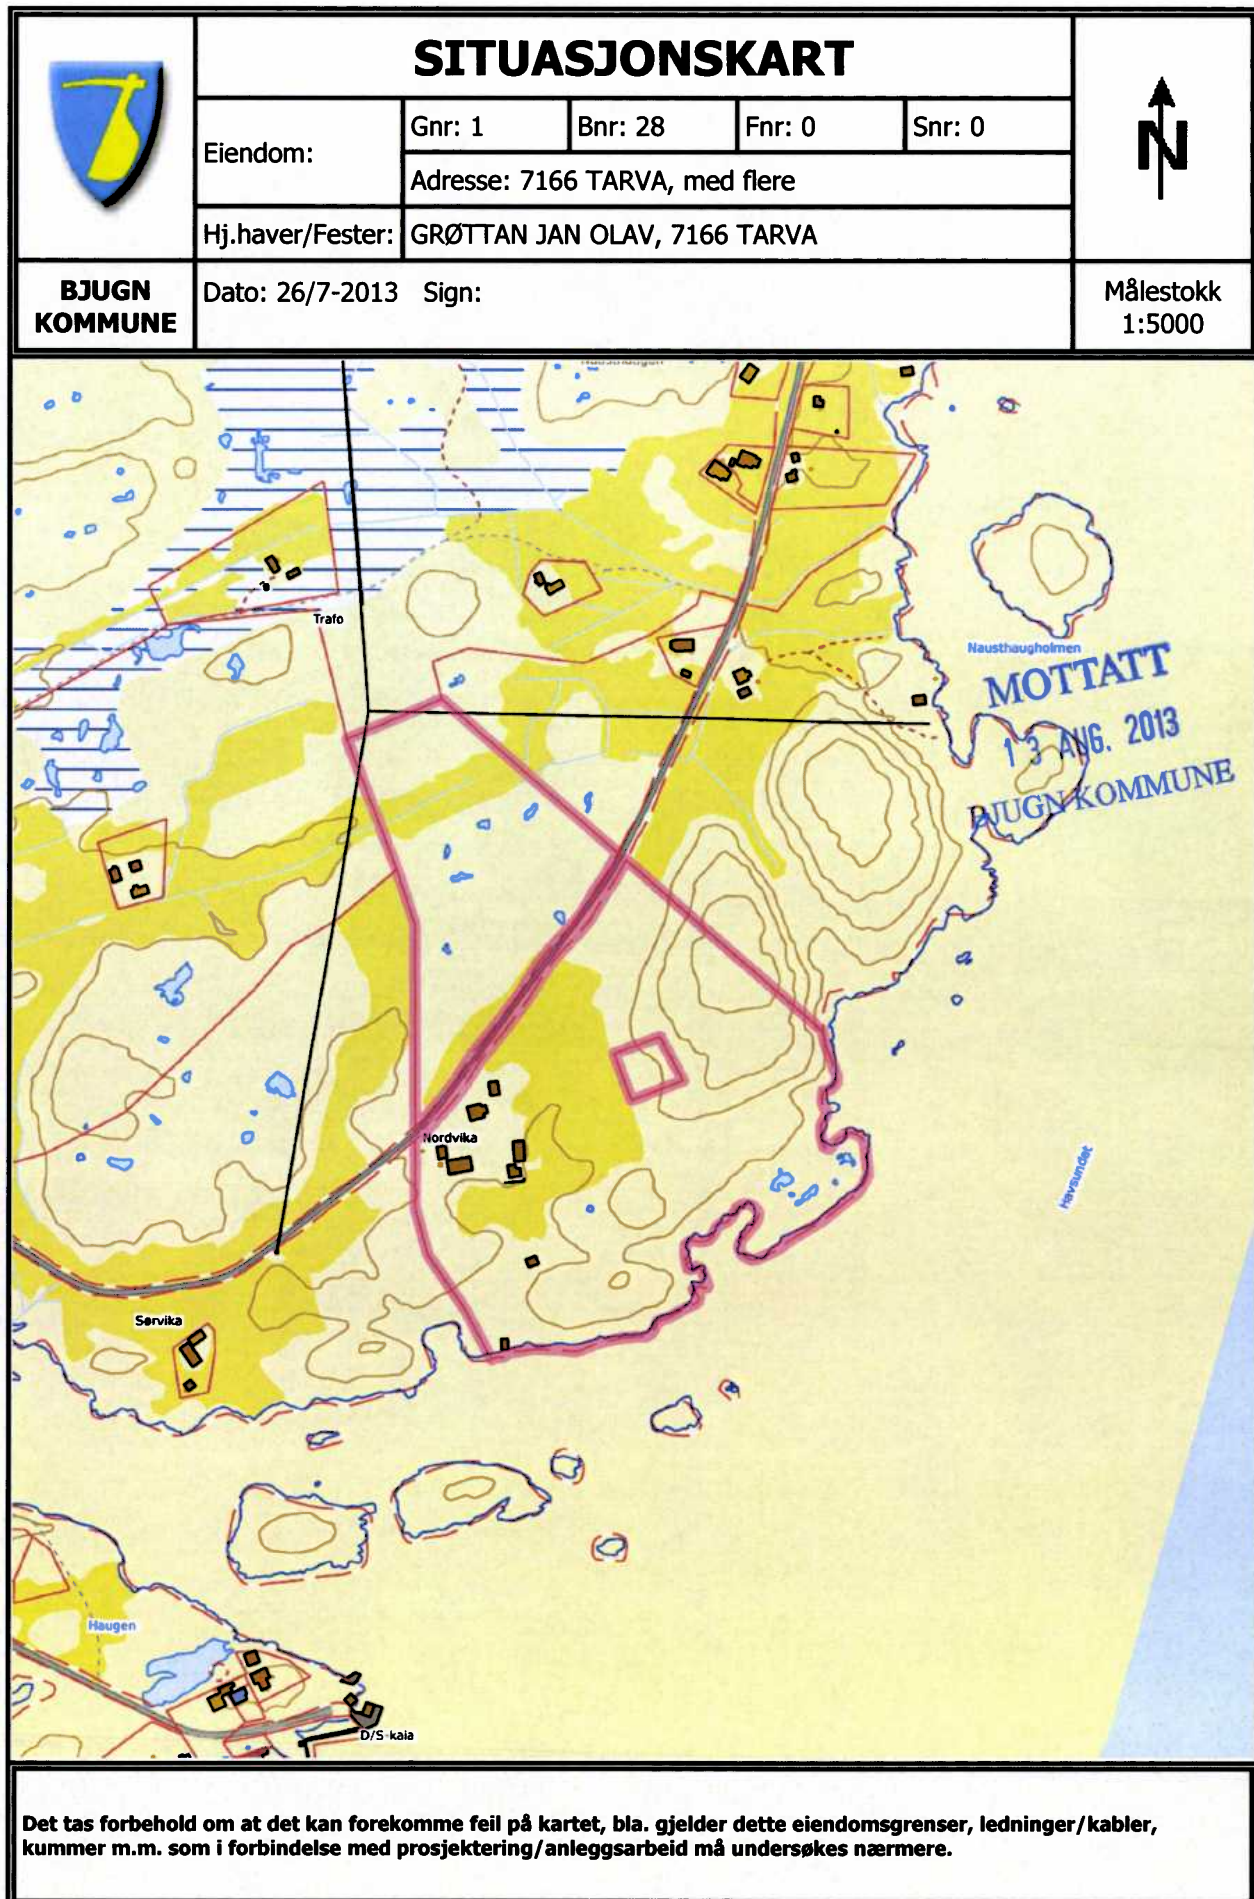 SITUASJONSKART
N
Eiendom:
Gnr: 1
Bnr: 28
Fnr: 0
Snr: 0
Adresse: 7166 TARVA, med flere
Hj.haver/Fester:
GRØTTAN JAN OLAV, 7166 TARVA
BJUGN
KOMMUNE
Dato: 26/7-2013 Sign:
Målestokk
1:5000
Trafo
Nausthaugholmen
MOTTATT
13 AUG. 2013
BJUGN KOMMUNE
Nordvika
Havsundet
Sørvika
Haugen
D/S-kaia
Det tas forbehold om at det kan forekomme feil på kartet, bla. gjelder dette eiendomsgrenser, ledninger/kabler,
kummer m.m. som i forbindelse med prosjektering/anleggsarbeid må undersøkes nærmere.